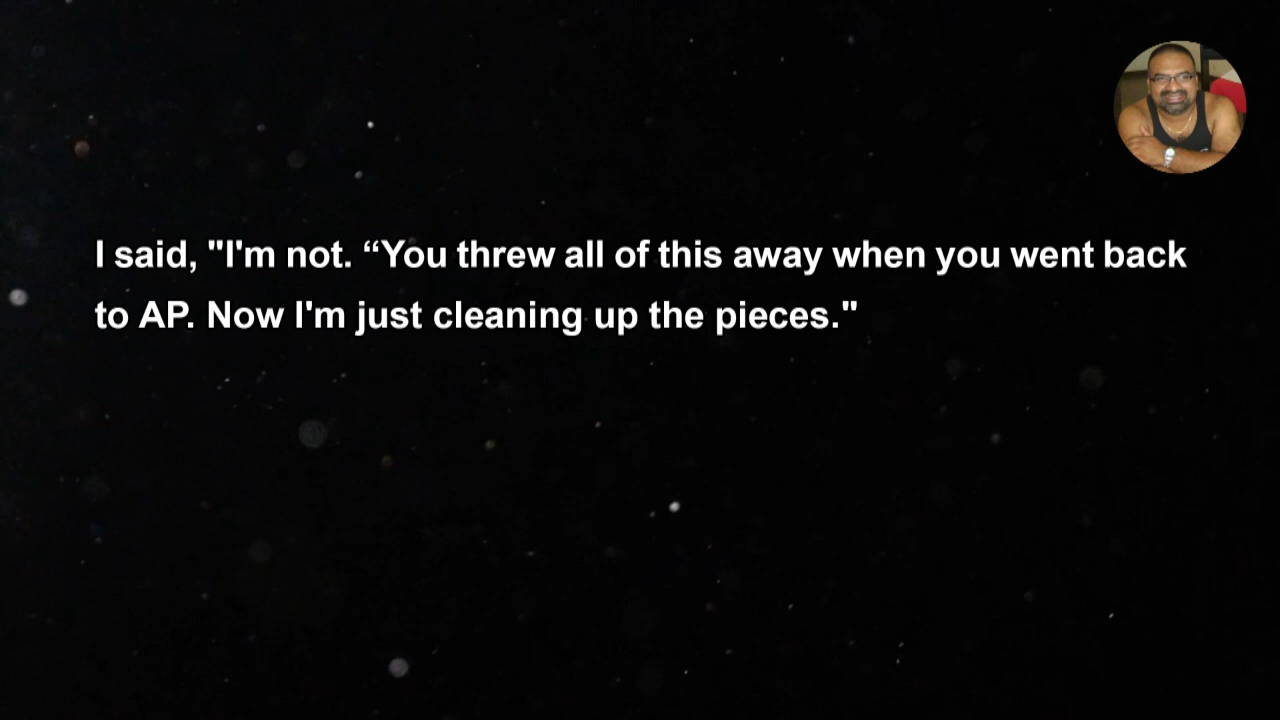 I said, "I'm not. “You threw all of this away when you went back
to AP. Now I'm just cleaning up the pieces."